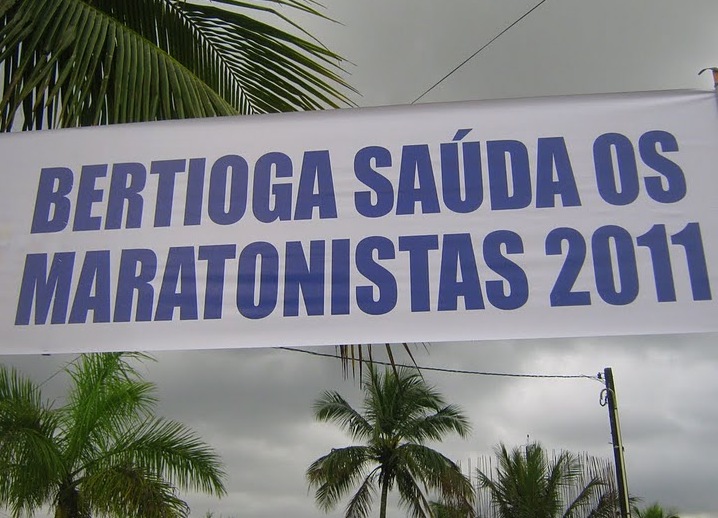 BERTIOGA SAÚDA OS
MARATONISTAS 2011